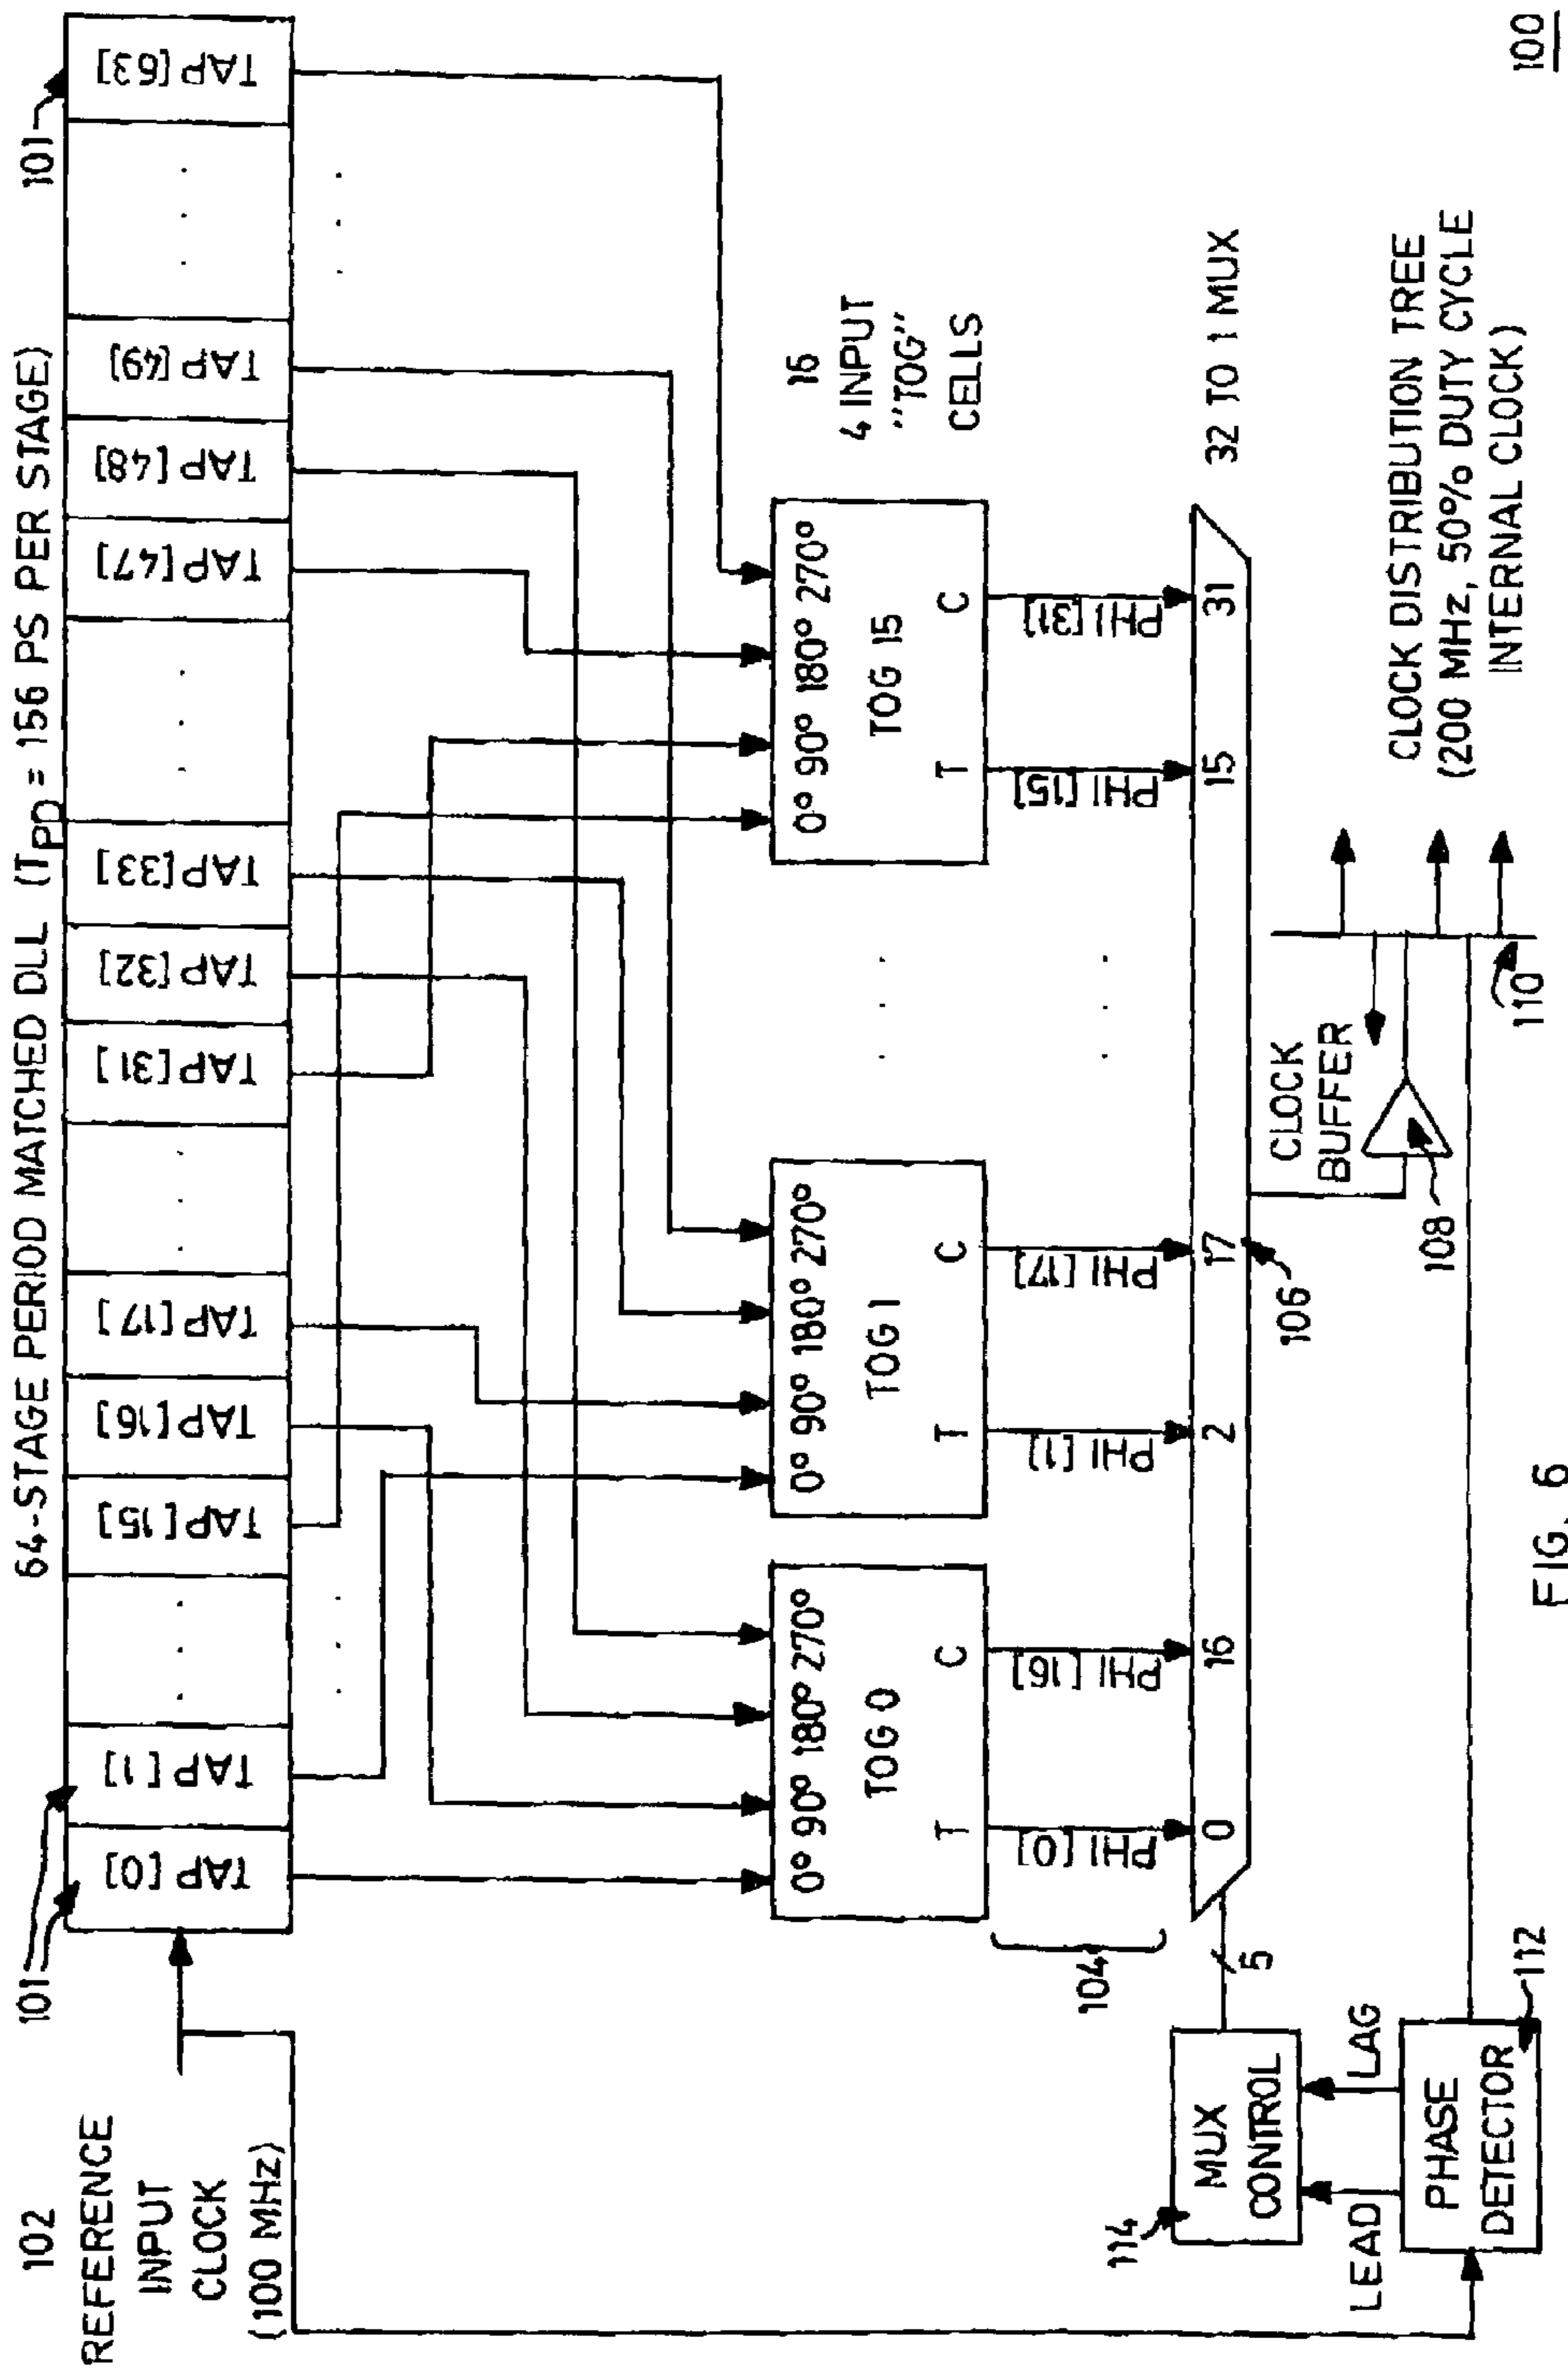 64-STAGE PERIOD MATCHED DLL (TPD = 156 PS PER STAGE)
102
REFERENCE
INPUT
CLOCK
(100 MHz)
101
101
TAP [0]
TAP [1]
. . .
TAP [15]
TAP [16]
TAP [17]
. . .
TAP [31]
TAP [32]
TAP [33]
. . .
TAP [47]
TAP [48]
TAP [49]
. . .
TAP [63]
. . .
. . .
0° 90° 180° 270°
TOG 0
T C
0° 90° 180° 270°
TOG 1
T C
. . .
0° 90° 180° 270°
TOG 15
T C
16
4 INPUT
"TOG"
CELLS
104
PHI [0]
PHI [16]
PHI [1]
PHI [17]
. . .
PHI [15]
PHI [31]
0 16 2 17 15 31
32 TO 1 MUX
106
5
114
MUX
CONTROL
LEAD
LAG
PHASE
DETECTOR
112
CLOCK
BUFFER
108
110
CLOCK DISTRIBUTION TREE
(200 MHz, 50% DUTY CYCLE
INTERNAL CLOCK)
FIG. 6
100